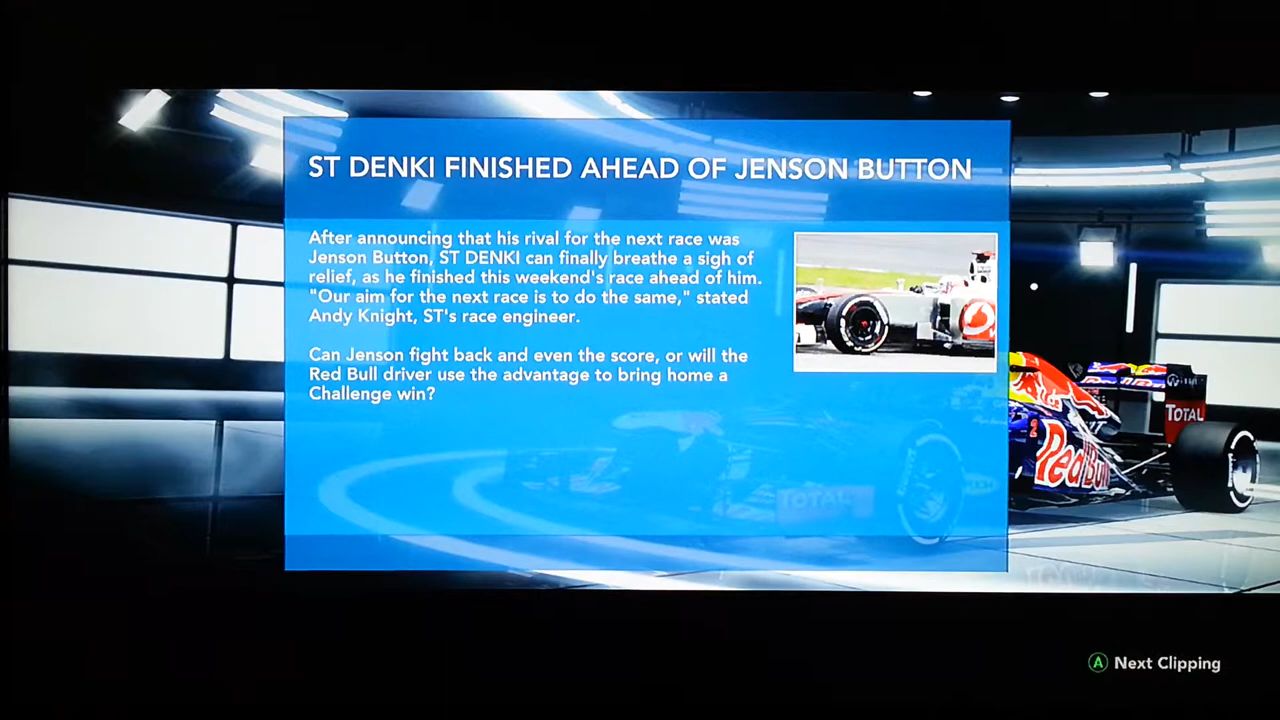 ST DENKI FINISHED AHEAD OF JENSON BUTTON
After announcing that his rival for the next race was
Jenson Button, ST DENKI can finally breathe a sigh of
relief, as he finished this weekend's race ahead of him.
"Our aim for the next race is to do the same," stated
Andy Knight, ST's race engineer.
Can Jenson fight back and even the score, or will the
Red Bull driver use the advantage to bring home a
Challenge win?
TOTAL
2
Red Bull
TOTAL
A Next Clipping